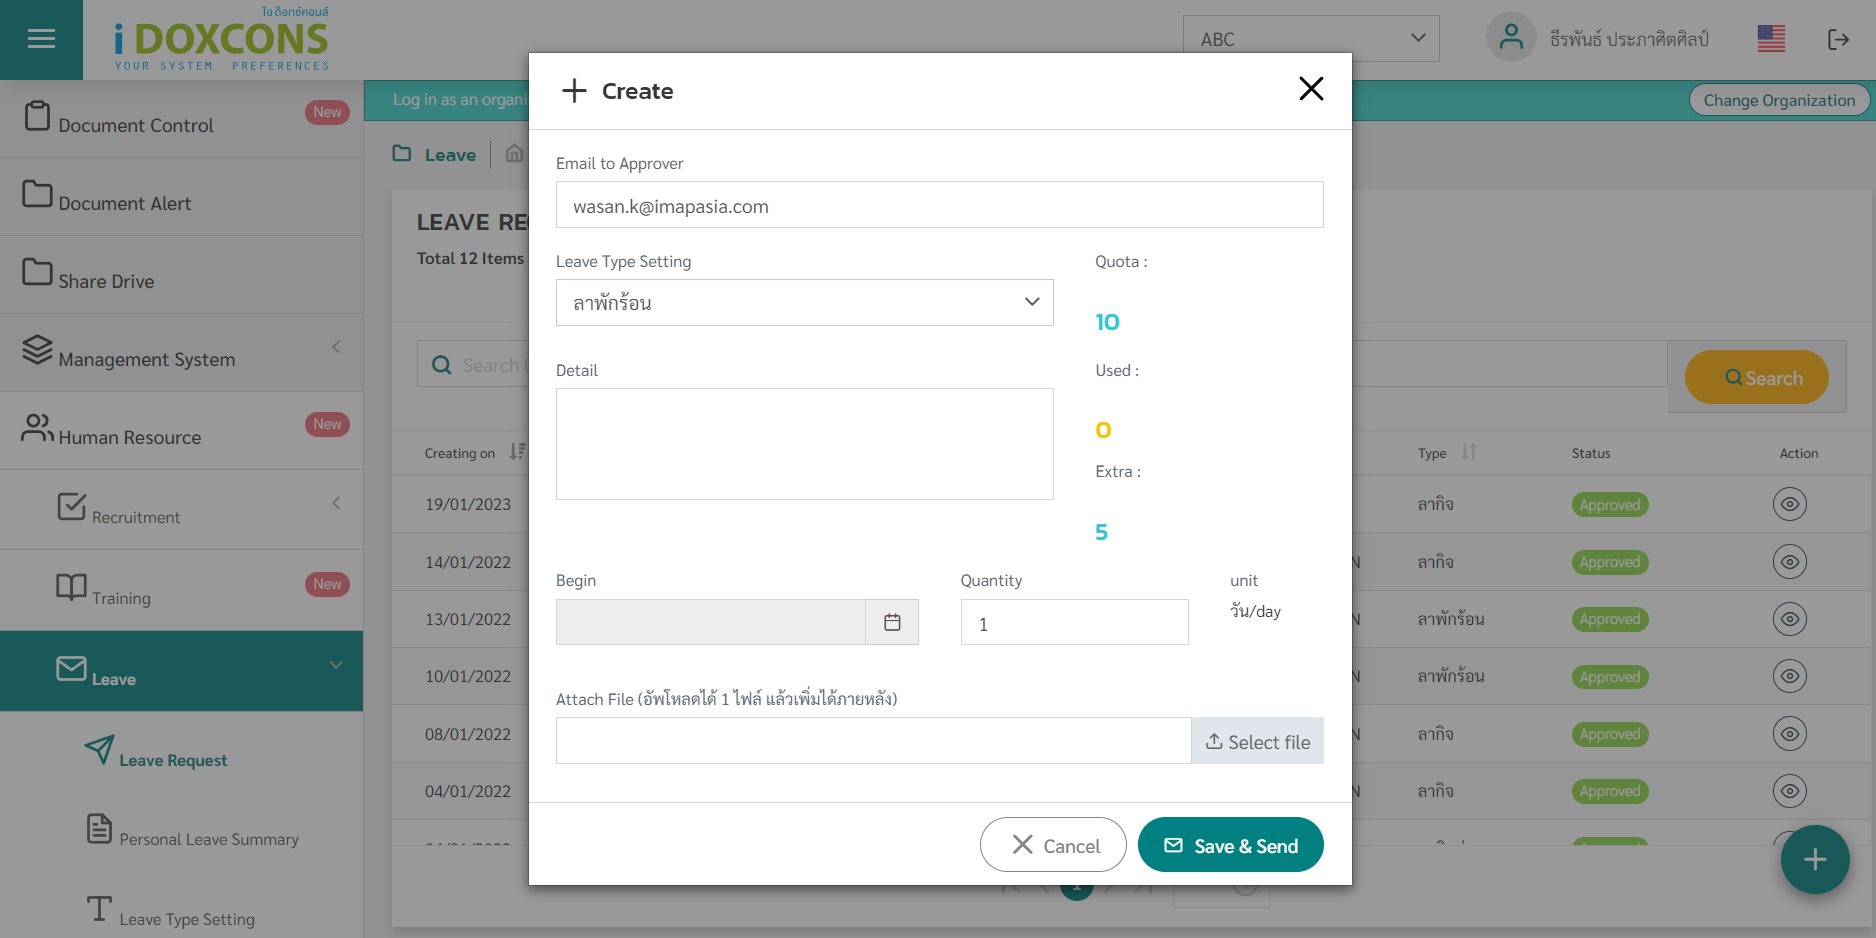 ไอ ด็อกซ์คอนส์
i DOXCONS
YOUR SYSTEM PREFERENCES
ABC
ธีรพันธ์ ประภาศิตศิลป์
Log in as an organi
Change Organization
Document Control
New
Document Alert
Share Drive
Management System
Human Resource
New
Recruitment
Training
New
Leave
Leave Request
Personal Leave Summary
Leave Type Setting
Leave
LEAVE RE
Total 12 Items
Search
Search
Creating on
Type
Status
Action
19/01/2023
ลากิจ
Approved
14/01/2022
N
ลากิจ
Approved
13/01/2022
N
ลาพักร้อน
Approved
10/01/2022
N
ลาพักร้อน
Approved
08/01/2022
N
ลากิจ
Approved
04/01/2022
N
ลากิจ
Approved
1
Create
Email to Approver
wasan.k@imapasia.com
Leave Type Setting
ลาพักร้อน
Quota :
10
Detail
Used :
0
Extra :
5
Begin
Quantity
unit
1
วัน/day
Attach File (อัพโหลดได้ 1 ไฟล์ แล้วเพิ่มได้ภายหลัง)
Select file
Cancel
Save & Send